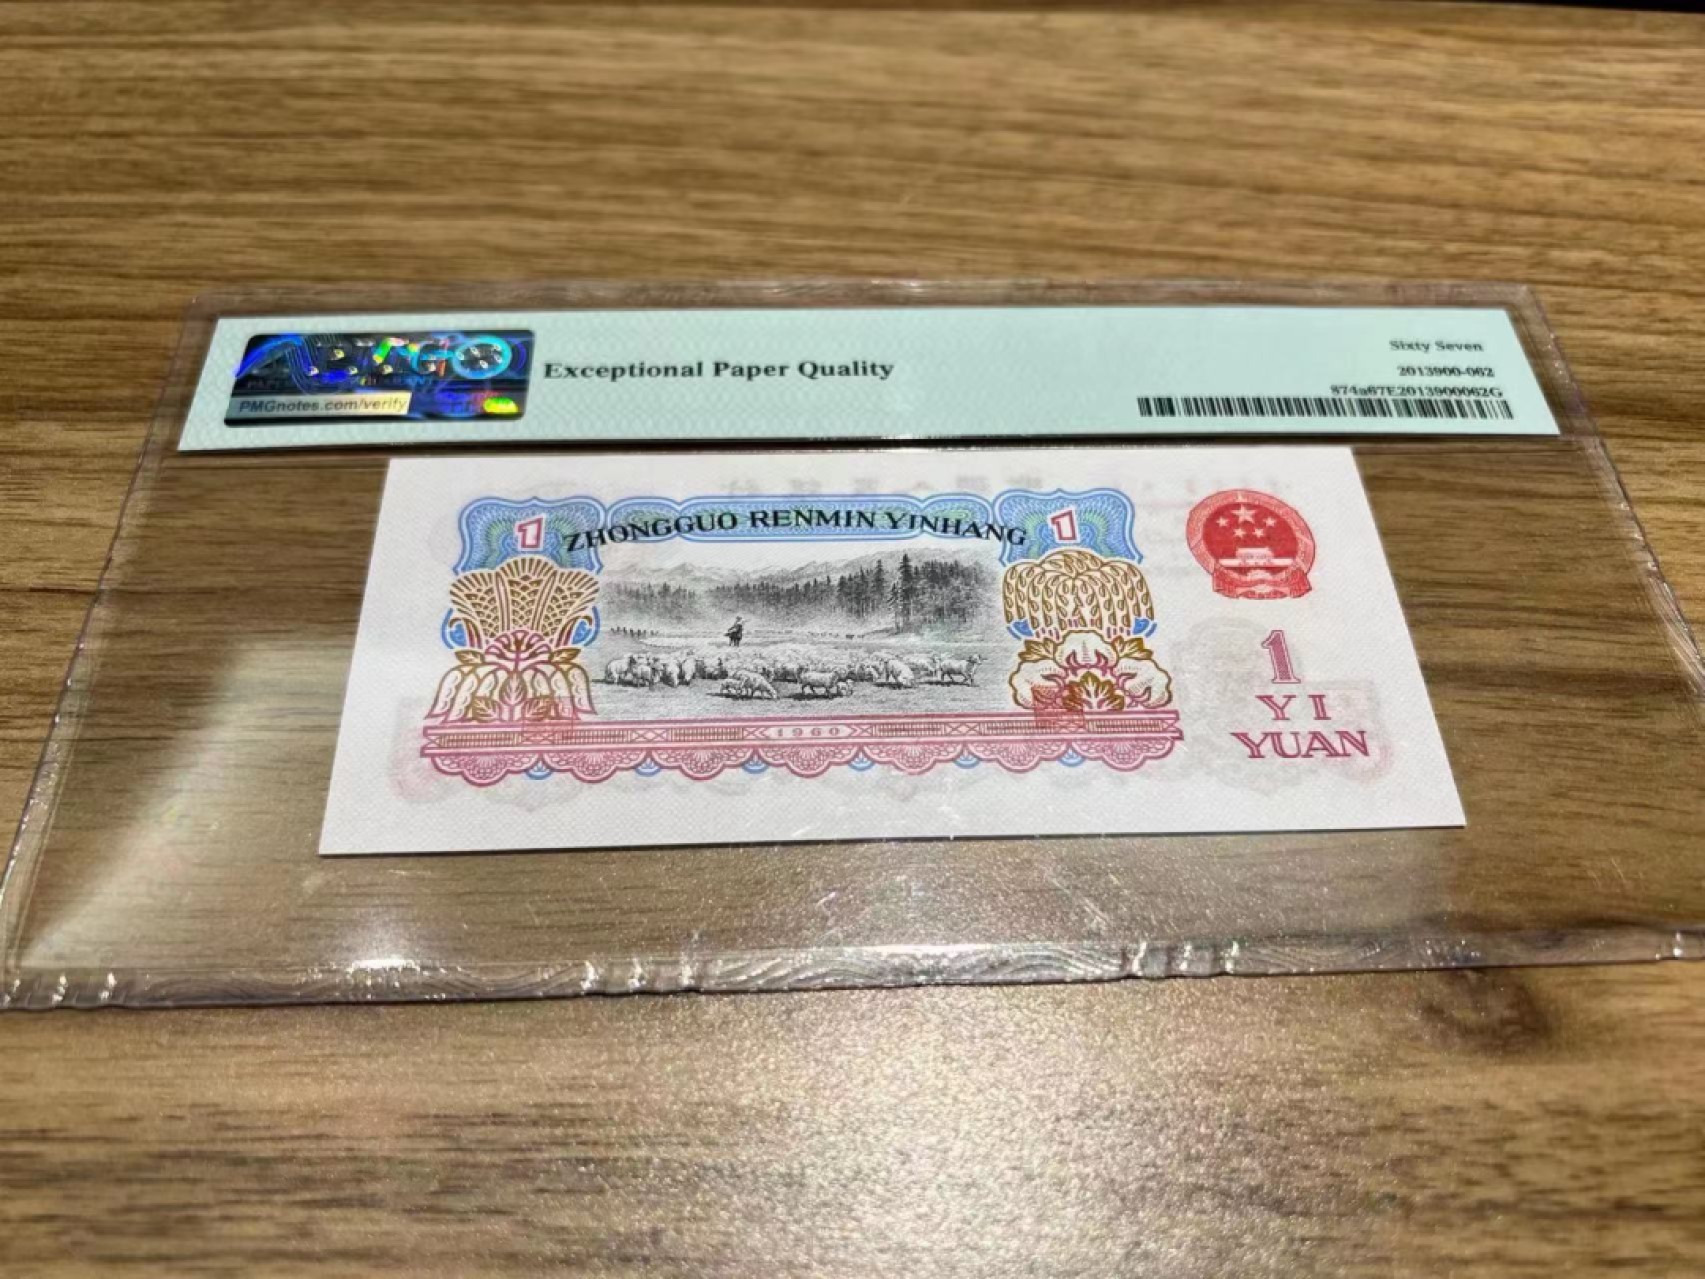 Exceptional Paper Quality
Sixty Seven
2013900-062
874a67E2013900062G
PMGnotes.com/verify
1
ZHONGGUO RENMIN YINHANG
1
1960
1
YI
YUAN